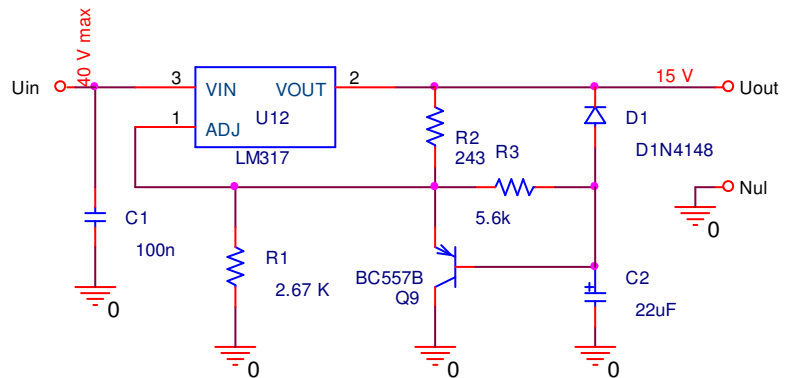 40 V max
Uin
3
VIN
VOUT
2
15 V
Uout
1
ADJ
U12
LM317
R2
243
R3
5.6k
D1
D1N4148
Nul
0
C1
100n
0
R1
2.67 K
0
BC557B
Q9
0
C2
22uF
0